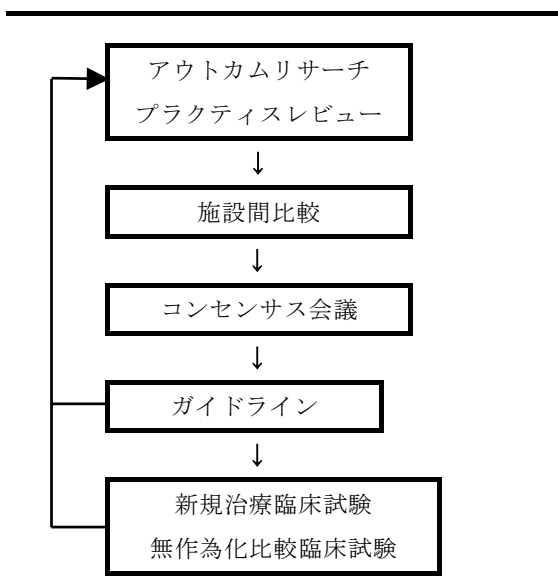 アウトカムリサーチ
プラクティスレビュー
↓
施設間比較
↓
コンセンサス会議
↓
ガイドライン
↓
新規治療臨床試験
無作為化比較臨床試験